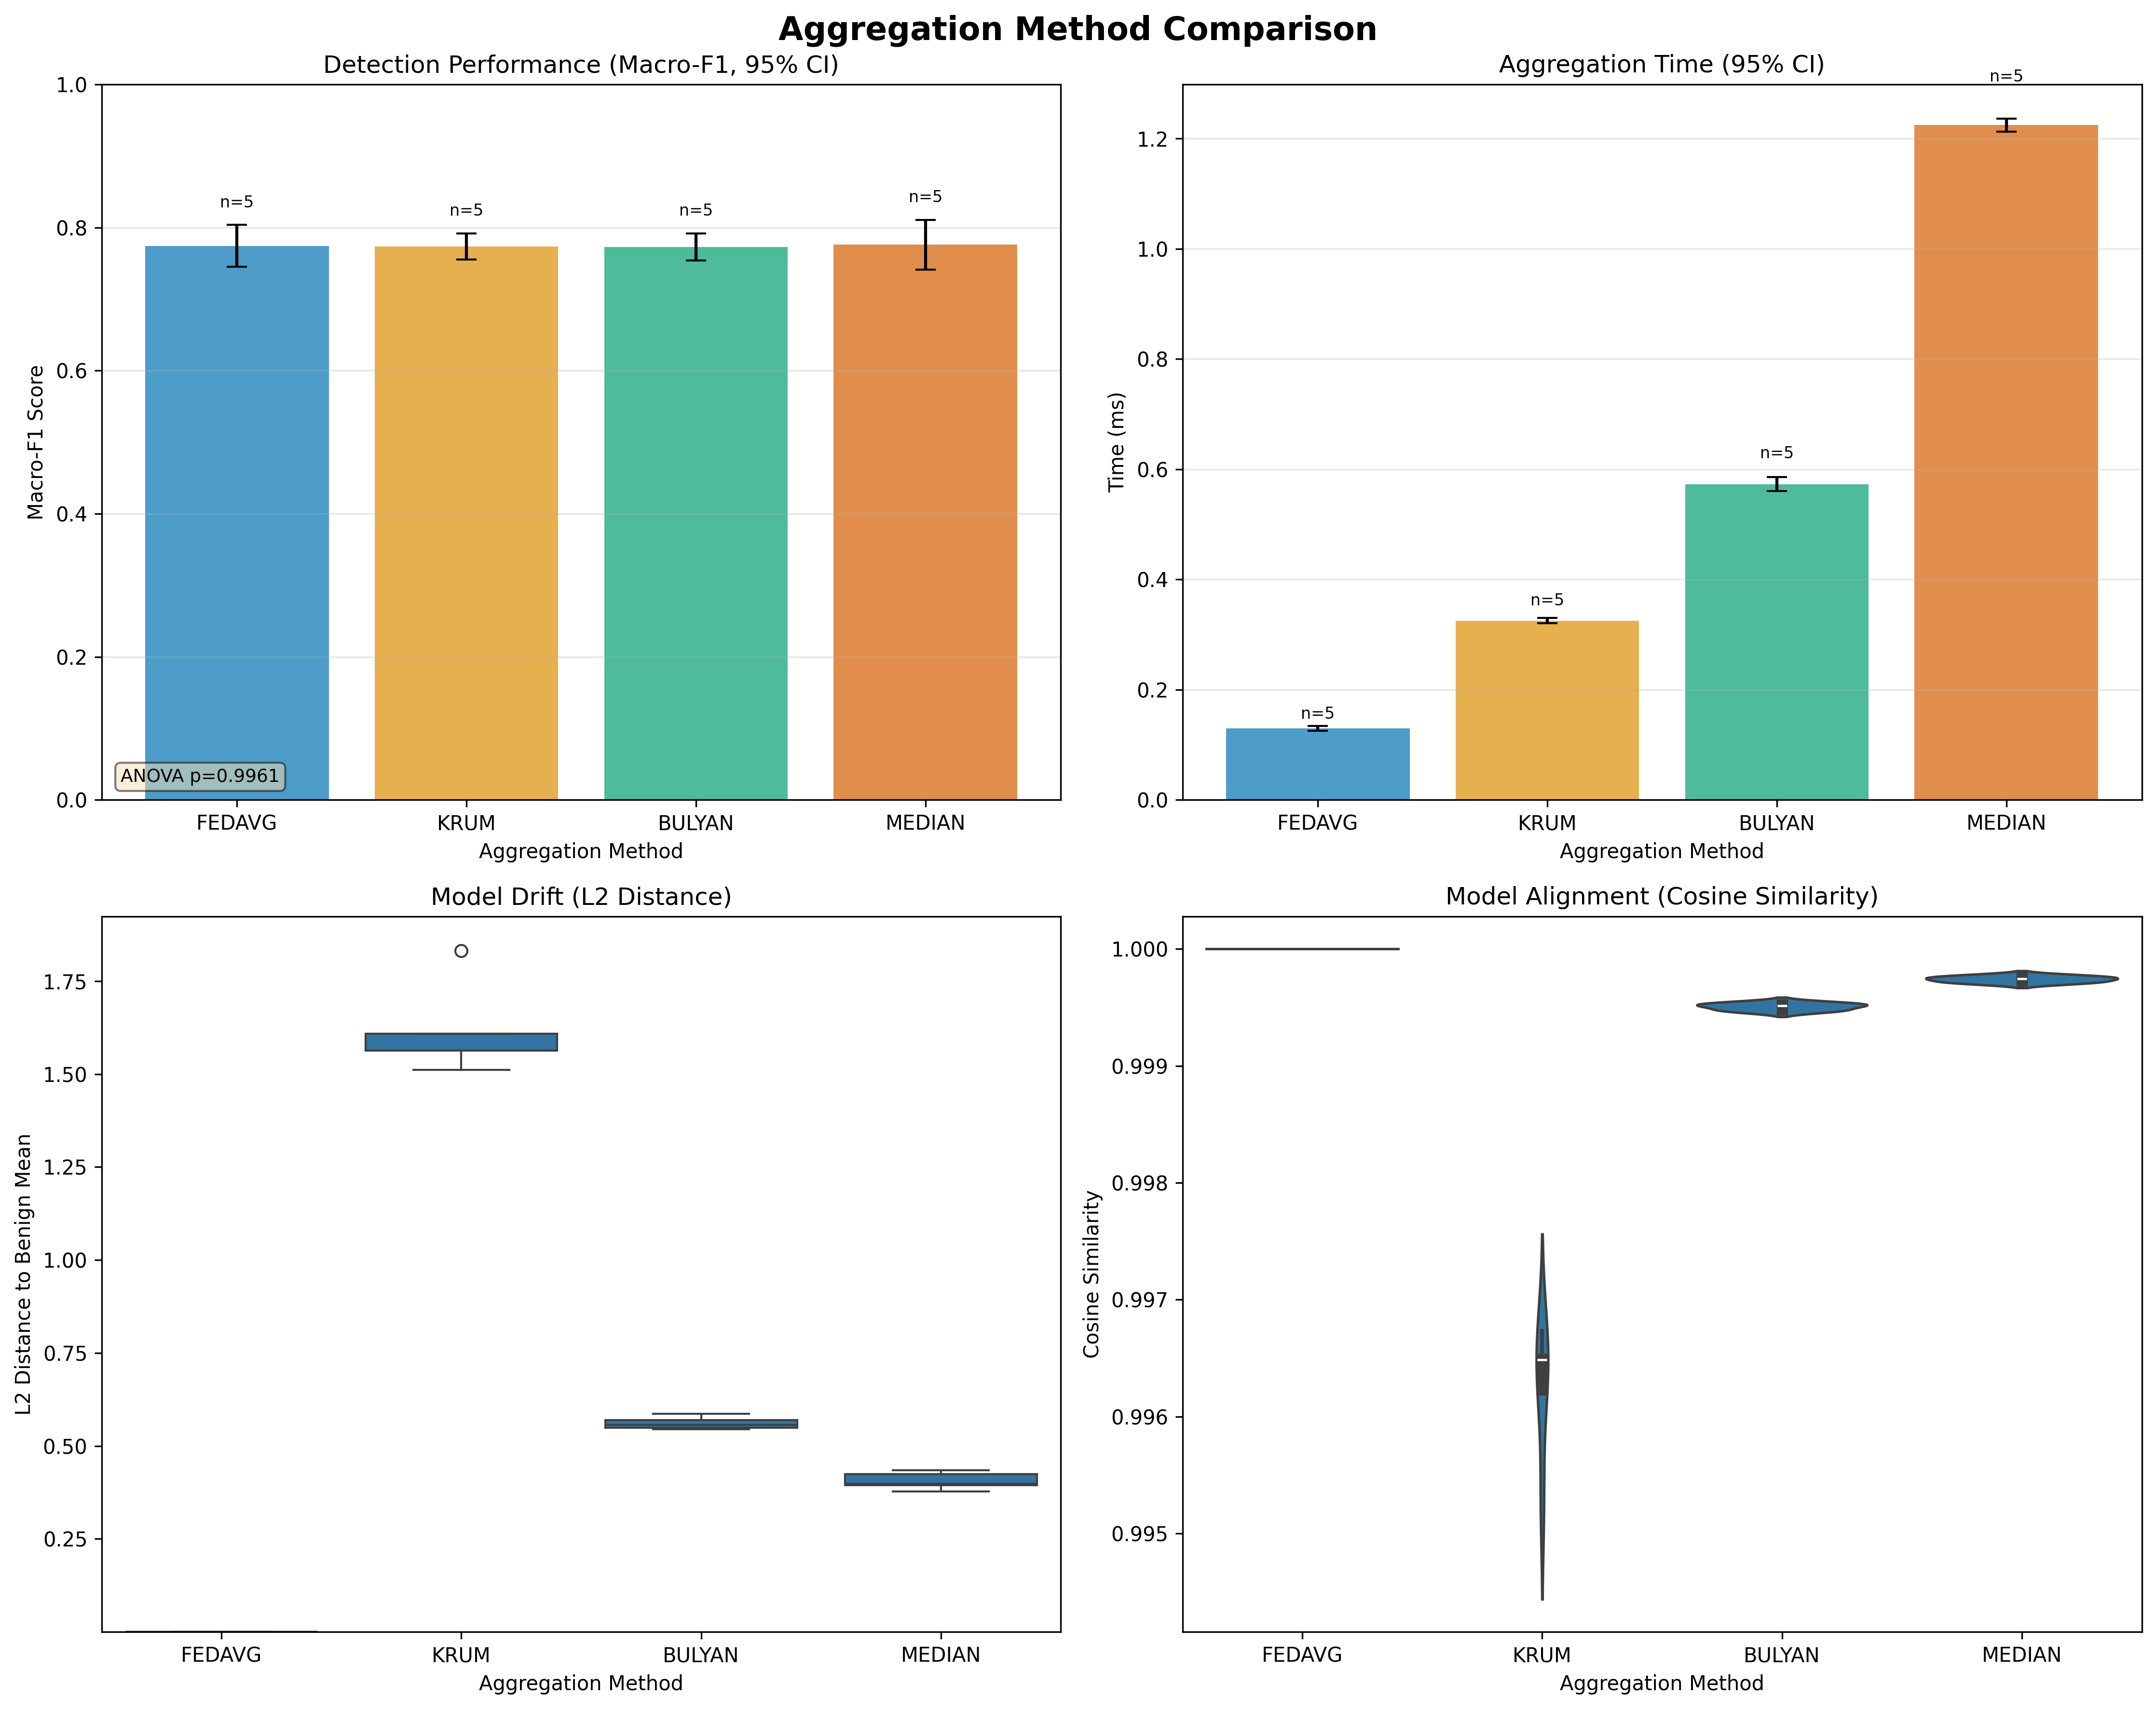 Aggregation Method Comparison
Detection Performance (Macro-F1, 95% CI)
Macro-F1 Score
1.0
0.8
0.6
0.4
0.2
0.0
n=5
n=5
n=5
n=5
ANOVA p=0.9961
FEDAVG KRUM BULYAN MEDIAN
Aggregation Method
Aggregation Time (95% CI)
Time (ms)
1.2
1.0
0.8
0.6
0.4
0.2
0.0
n=5
n=5
n=5
n=5
FEDAVG KRUM BULYAN MEDIAN
Aggregation Method
Model Drift (L2 Distance)
L2 Distance to Benign Mean
1.75
1.50
1.25
1.00
0.75
0.50
0.25
FEDAVG KRUM BULYAN MEDIAN
Aggregation Method
Model Alignment (Cosine Similarity)
Cosine Similarity
1.000
0.999
0.998
0.997
0.996
0.995
FEDAVG KRUM BULYAN MEDIAN
Aggregation Method